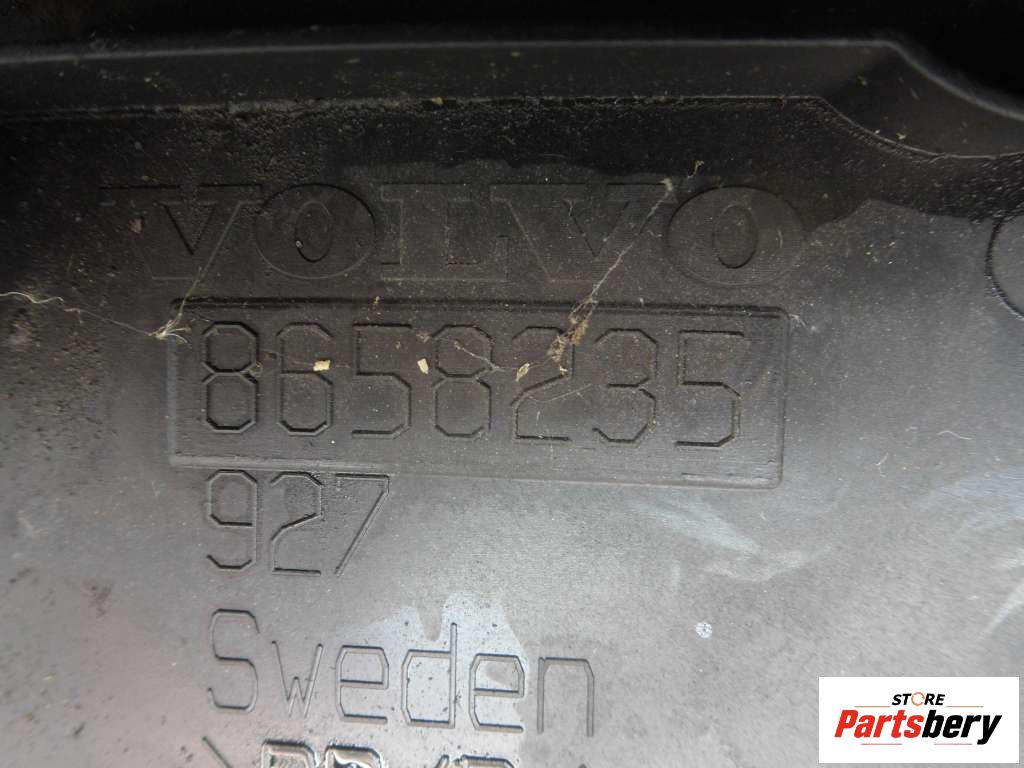 VOLVO
8658235
927
Sweden
STORE
Partsbery